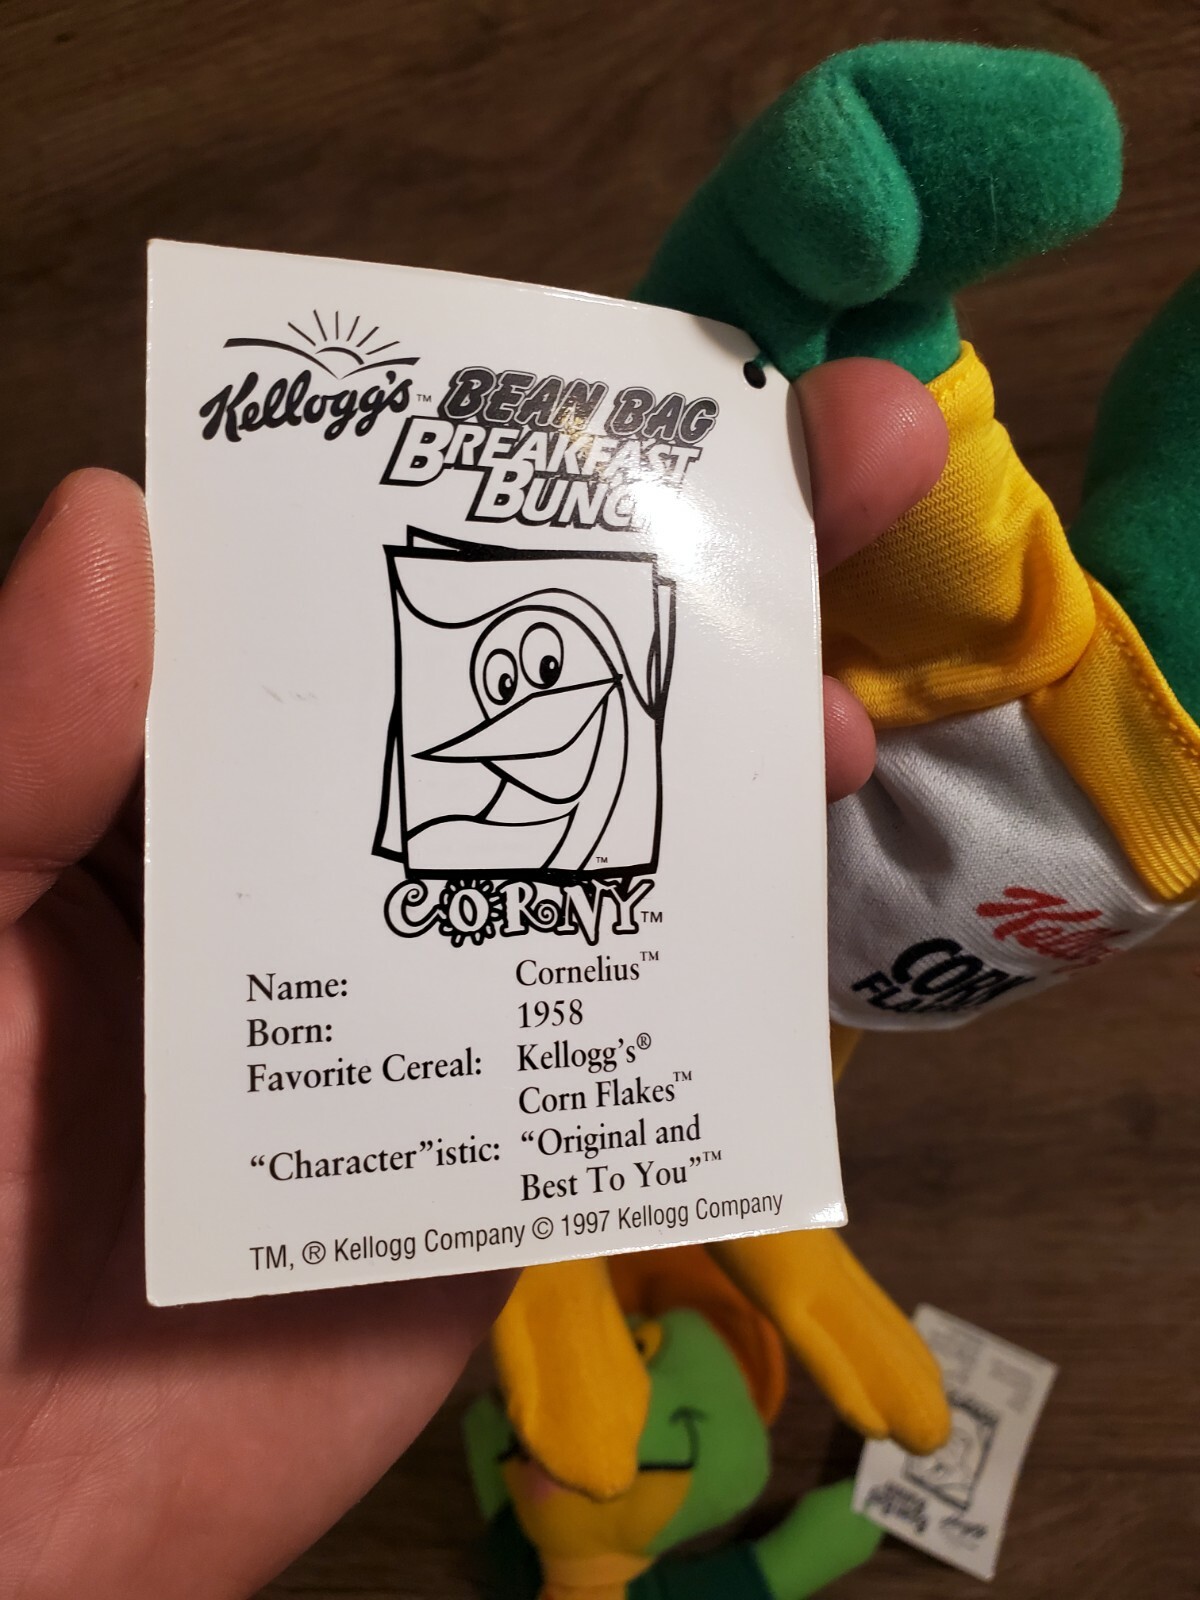 Kellogg's™ BEAN BAG
BREAKFAST
BUNCH
TM
CORNY™
Name: Cornelius™
Born: 1958
Favorite Cereal: Kellogg's®
Corn Flakes™
“Character”istic: “Original and
Best To You”™
TM, ® Kellogg Company © 1997 Kellogg Company
CORN